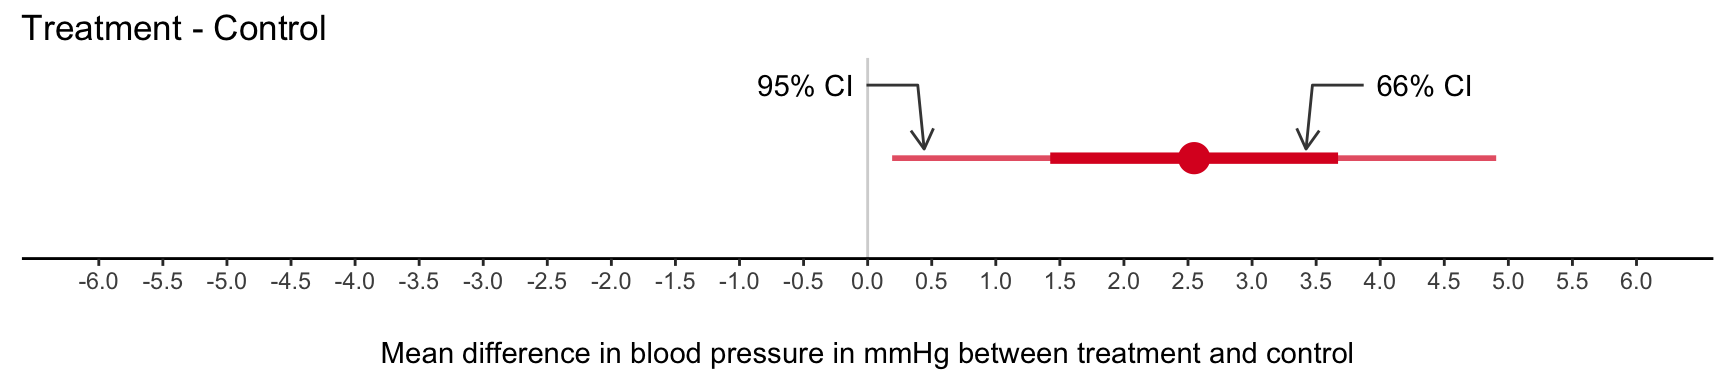 Treatment - Control
95% CI 66% CI
-6.0 -5.5 -5.0 -4.5 -4.0 -3.5 -3.0 -2.5 -2.0 -1.5 -1.0 -0.5 0.0 0.5 1.0 1.5 2.0 2.5 3.0 3.5 4.0 4.5 5.0 5.5 6.0
Mean difference in blood pressure in mmHg between treatment and control